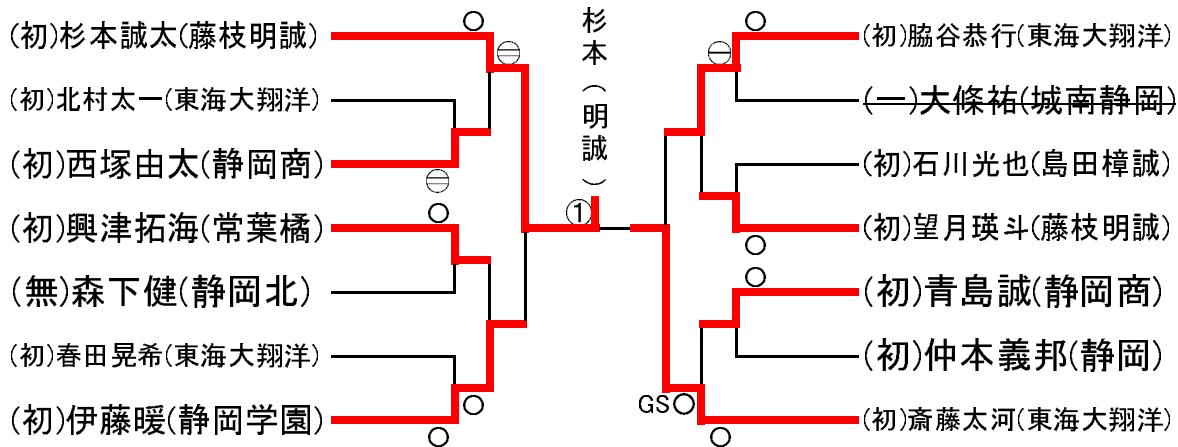 (初)杉本誠太(藤枝明誠)
(初)北村太一(東海大翔洋)
(初)西塚由太(静岡商)
(初)興津拓海(常葉橘)
(無)森下健(静岡北)
(初)春田晃希(東海大翔洋)
(初)伊藤暖(静岡学園)
杉本(明誠)
①
GS
(初)脇谷恭行(東海大翔洋)
(一)大條祐(城南静岡)
(初)石川光也(島田樟誠)
(初)望月瑛斗(藤枝明誠)
(初)青島誠(静岡商)
(初)仲本義邦(静岡)
(初)斎藤太河(東海大翔洋)